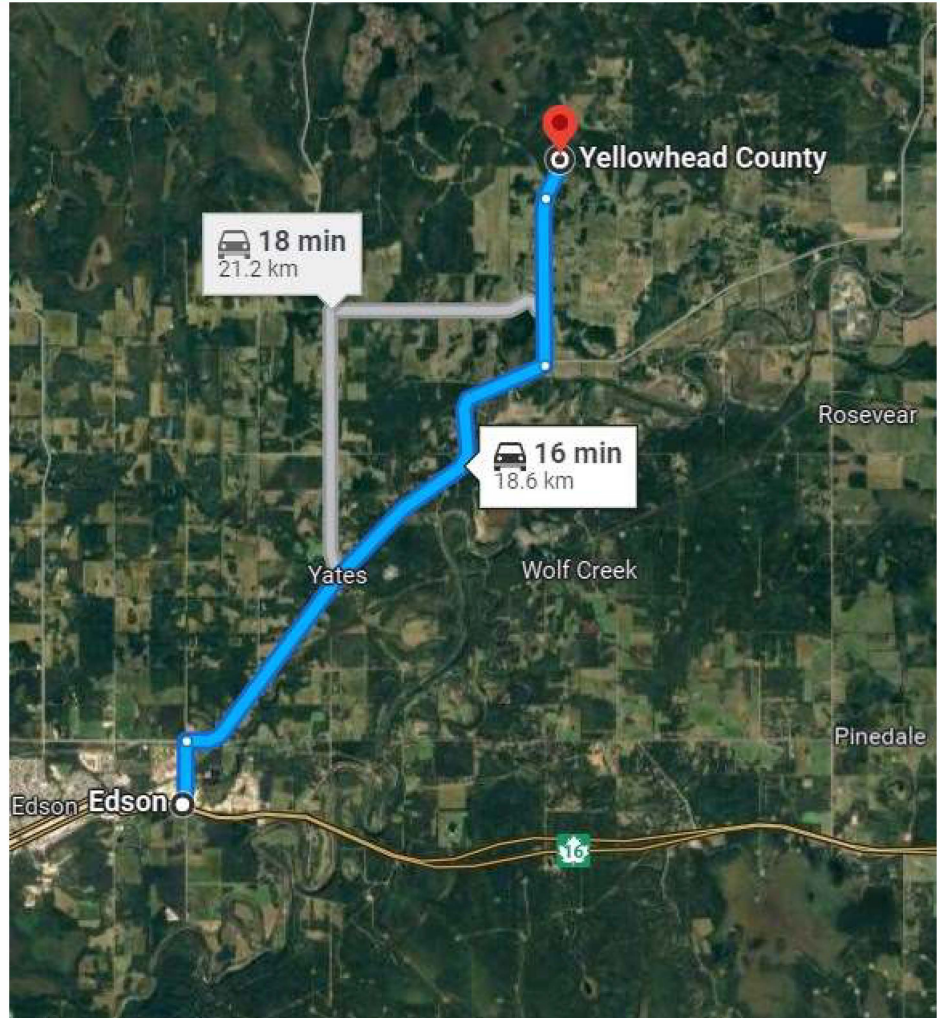 Yellowhead County
18 min
21.2 km
Rosevear
16 min
18.6 km
Yates
Wolf Creek
Pinedale
Edson
Edson
16